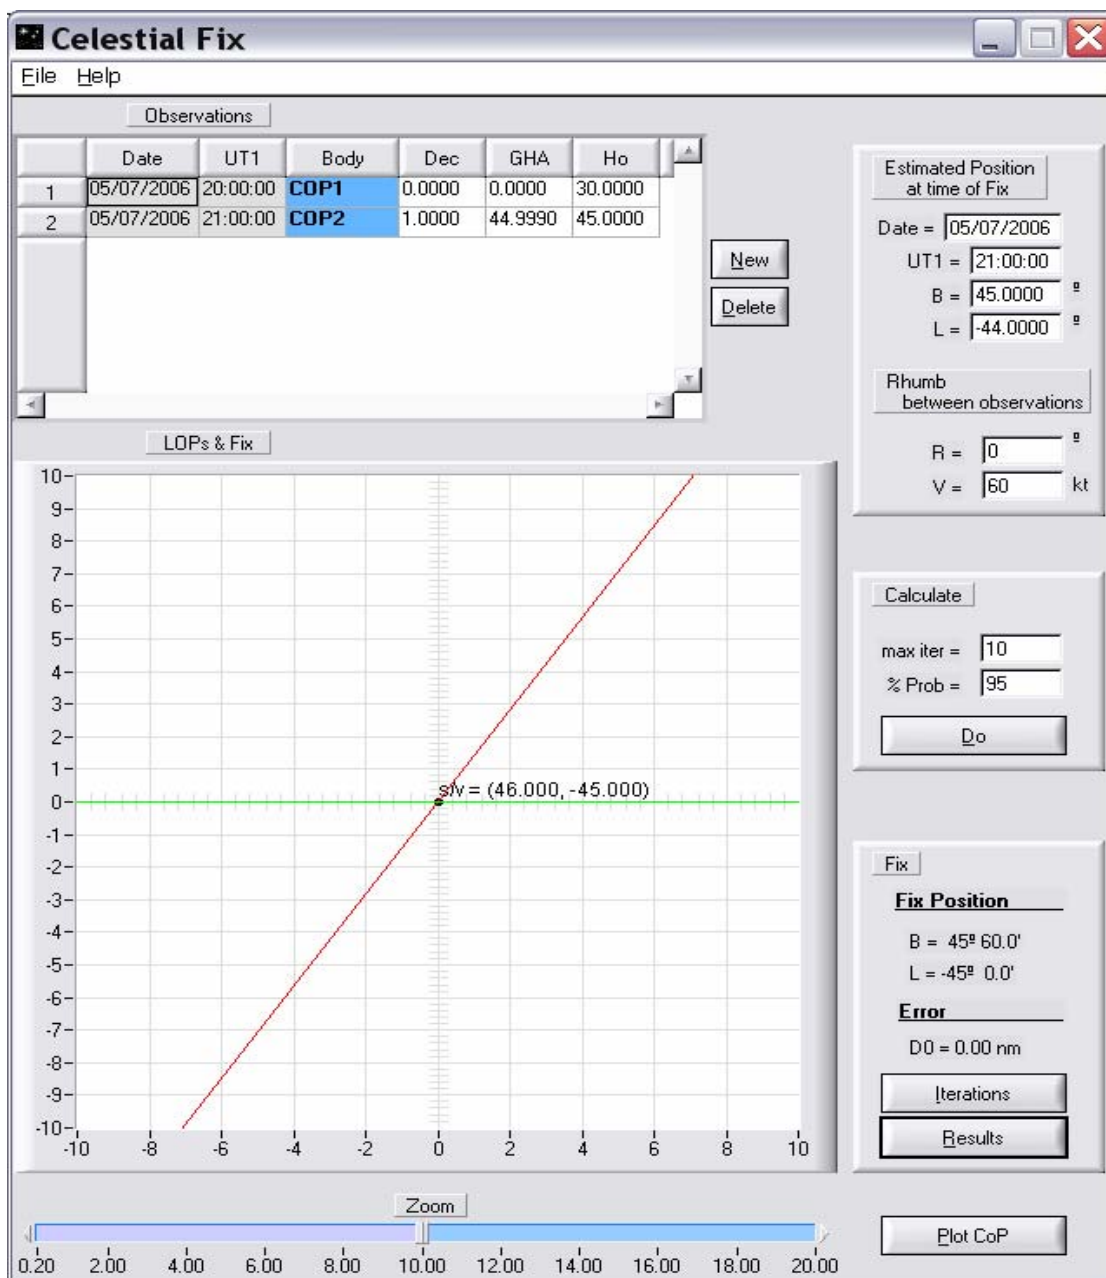 Celestial Fix
File Help
Observations
Date UT1 Body Dec GHA Ho
1 05/07/2006 20:00:00 COP1 0.0000 0.0000 30.0000
2 05/07/2006 21:00:00 COP2 1.0000 44.9990 45.0000
New
Delete
Estimated Position
at time of Fix
Date = 05/07/2006
UT1 = 21:00:00
B = 45.0000 º
L = -44.0000 º
Rhumb
between observations
R = 0 º
V = 60 kt
LOPs & Fix
10
9
8
7
6
5
4
3
2
1
0
-1
-2
-3
-4
-5
-6
-7
-8
-9
-10
s/v = (46.000, -45.000)
-10 -8 -6 -4 -2 0 2 4 6 8 10
Calculate
max iter = 10
% Prob = 95
Do
Fix
Fix Position
B = 45º 60.0'
L = -45º 0.0'
Error
D0 = 0.00 nm
Iterations
Results
Zoom
0.20 2.00 4.00 6.00 8.00 10.00 12.00 14.00 16.00 18.00 20.00
Plot CoP